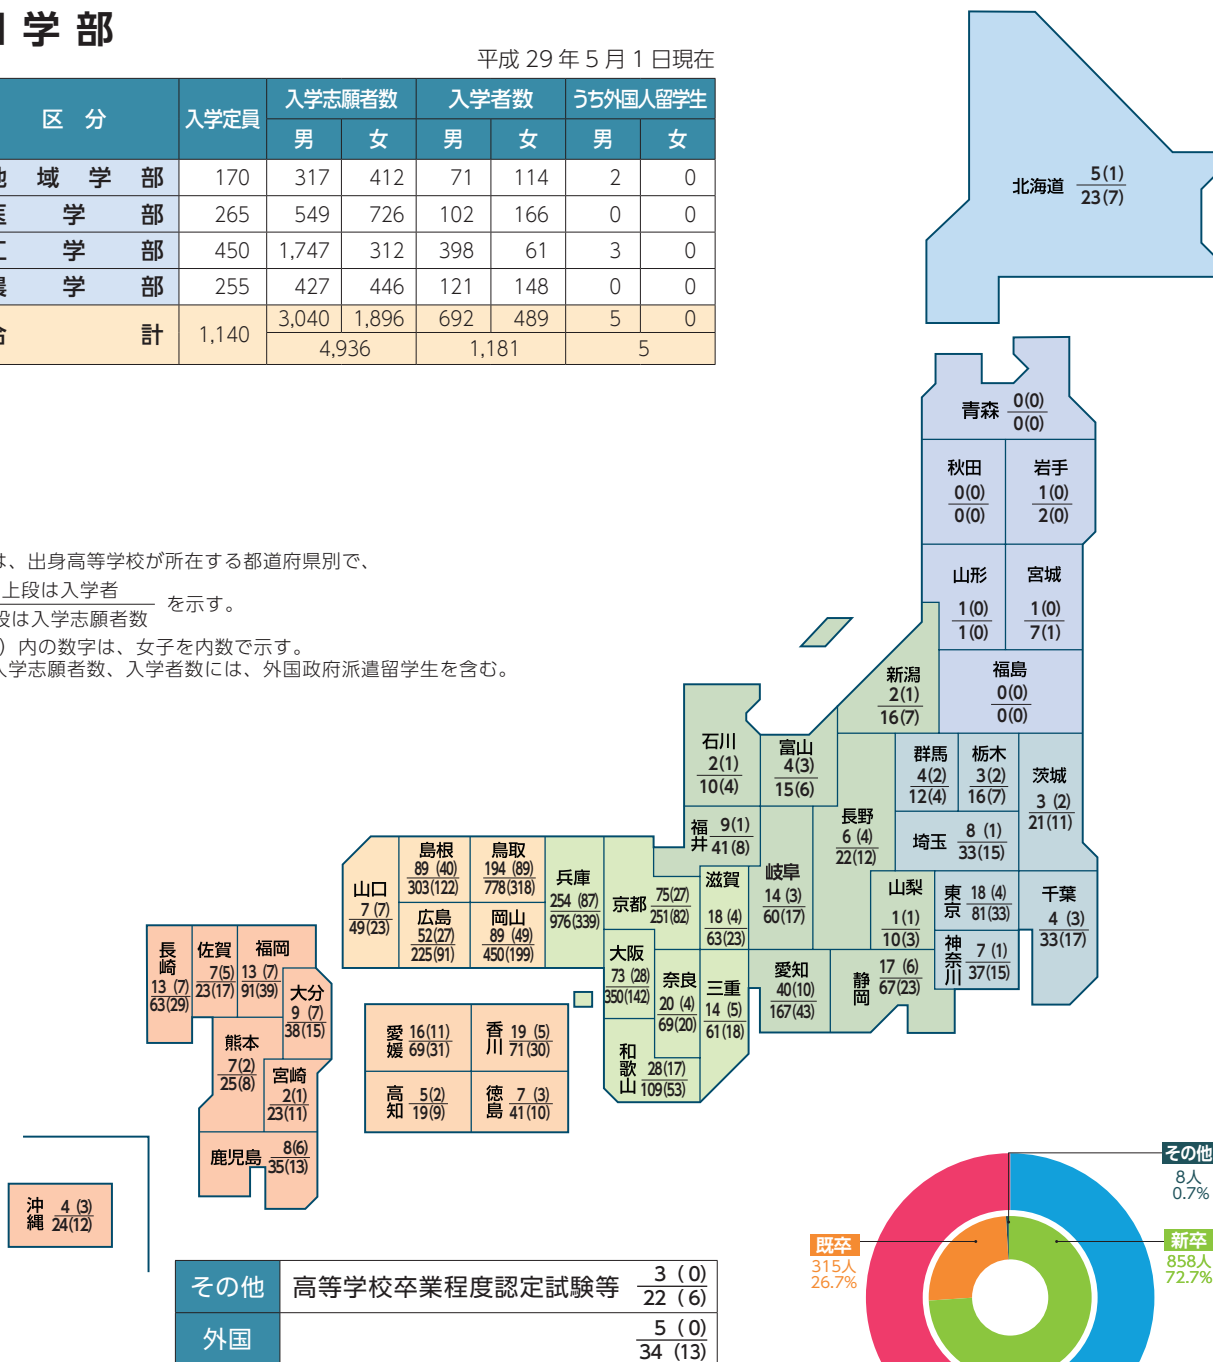 学部
平成 29 年 5 月 1 日現在
区 分 入学定員 入学志願者数 入学者数 うち外国人留学生
男 女 男 女 男 女
域 学 部 170 317 412 71 114 2 0
学 部 265 549 726 102 166 0 0
学 部 450 1,747 312 398 61 3 0
学 部 255 427 446 121 148 0 0
計 1,140 3,040 1,896 692 489 5 0
4,936 1,181 5
は、出身高等学校が所在する都道府県別で、
上段は入学者
段は入学志願者数 を示す。
）内の数字は、女子を内数で示す。
入学志願者数、入学者数には、外国政府派遣留学生を含む。
北海道 5(1)
23(7)
青森 0(0)
0(0)
秋田
0(0)
0(0)
岩手
1(0)
2(0)
山形
1(0)
1(0)
宮城
1(0)
7(1)
福島
0(0)
0(0)
新潟
2(1)
16(7)
石川
2(1)
10(4)
富山
4(3)
15(6)
群馬
4(2)
12(4)
栃木
3(2)
16(7)
茨城
3 (2)
21(11)
福井 9(1)
41(8)
長野
6 (4)
22(12)
埼玉 8 (1)
33(15)
岐阜
14 (3)
60(17)
山梨
1(1)
10(3)
東京 18 (4)
81(33)
千葉
4 (3)
33(17)
神奈川 7 (1)
37(15)
滋賀
18 (4)
63(23)
京都 75(27)
251(82)
兵庫
254 (87)
976(339)
鳥取
194 (89)
778(318)
島根
89 (40)
303(122)
山口
7 (7)
49(23)
広島
52(27)
225(91)
岡山
89 (49)
450(199)
大阪
73 (28)
350(142)
奈良
20 (4)
69(20)
三重
14 (5)
61(18)
愛知
40(10)
167(43)
静岡 17 (6)
67(23)
和歌山 28(17)
109(53)
愛媛 16(11)
69(31)
香川 19 (5)
71(30)
高知 5(2)
19(9)
徳島 7 (3)
41(10)
長崎
13 (7)
63(29)
佐賀
7(5)
23(17)
福岡
13 (7)
91(39)
大分
9 (7)
38(15)
熊本
7(2)
25(8)
宮崎
2(1)
23(11)
鹿児島 8(6)
35(13)
沖縄 4 (3)
24(12)
その他 高等学校卒業程度認定試験等 3 ( 0)
22 ( 6)
外国 5 ( 0)
34 (13)
その他
8人
0.7%
既卒
315人
26.7%
新卒
858人
72.7%